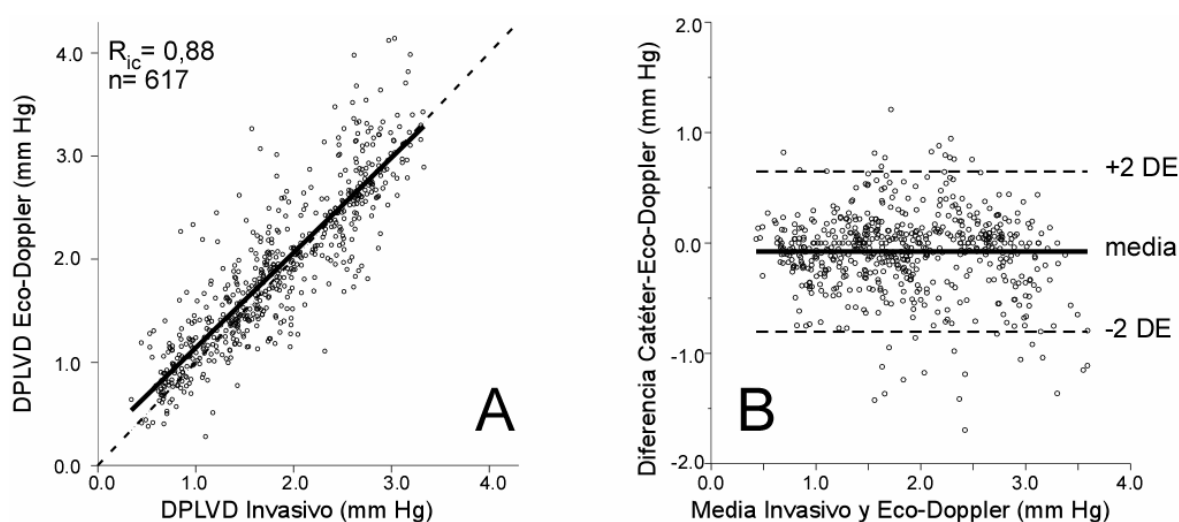 R_ic= 0,88
n= 617
DPLVD Eco-Doppler (mm Hg)
4.0
3.0
2.0
1.0
0.0
0.0 1.0 2.0 3.0 4.0
DPLVD Invasivo (mm Hg)
A
Diferencia Catéter-Eco-Doppler (mm Hg)
2.0
1.0
0.0
-1.0
-2.0
+2 DE
media
-2 DE
B
0.0 1.0 2.0 3.0 4.0
Media Invasivo y Eco-Doppler (mm Hg)